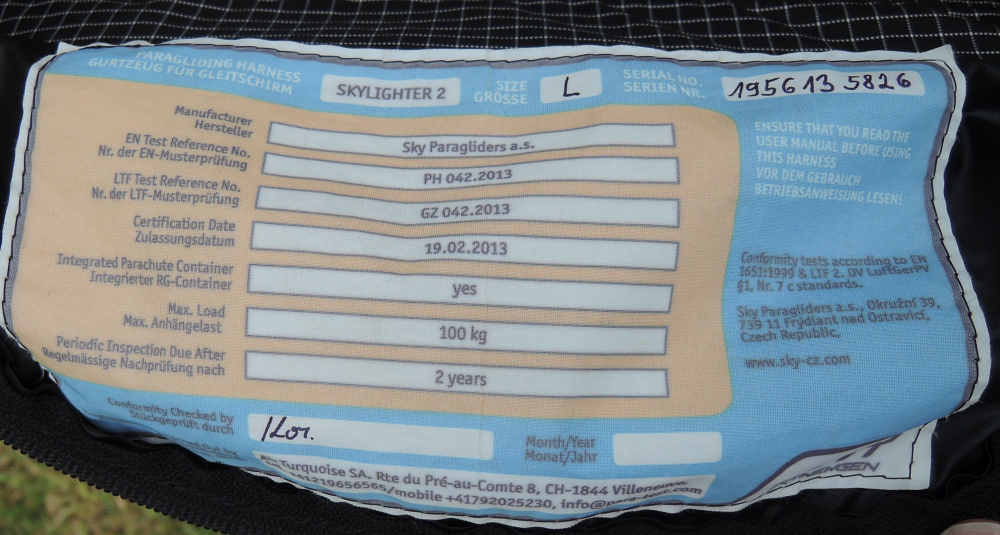 PARAGLIDING HARNESS
GURTZEUG FÜR GLEITSCHIRM
SKYLIGHTER 2
SIZE
GRÖSSE
L
SERIAL NO.
SERIEN NR.
1956 13 5826
Manufacturer
Hersteller
Sky Paragliders a.s.
EN Test Reference No.
Nr. der EN-Musterprüfung
PH 042.2013
LTF Test Reference No.
Nr. der LTF-Musterprüfung
GZ 042.2013
Certification Date
Zulassungsdatum
19.02.2013
Integrated Parachute Container
Integrierter RG-Container
yes
Max. Load
Max. Anhängelast
100 kg
Periodic Inspection Due After
Regelmässige Nachprüfung nach
2 years
ENSURE THAT YOU READ THE
USER MANUAL BEFORE USING
THIS HARNESS
VOR DEM GEBRAUCH
BETRIEBSANWEISUNG LESEN!
Conformity tests according to EN
1651:1999 & LTF 2. DV LuftGerPV
§1, Nr. 7 c standards.
Sky Paragliders a.s., Okružní 39,
739 11 Frýdlant nad Ostravicí,
Czech Republic,
www.sky-cz.com
Conformity Checked by
Stückgeprüft durch
Kor.
Month/Year
Monat/Jahr
by
Turquoise SA, Rte du Pré-au-Comte 8, CH-1844 Villeneuve,
mobile +41792025230,